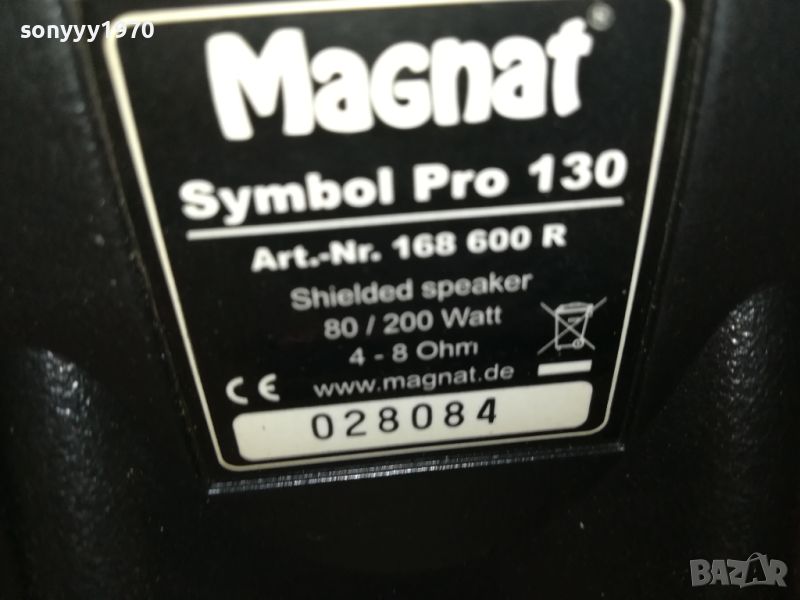 sonyyy1970
Magnat®
Symbol Pro 130
Art.-Nr. 168 600 R
Shielded speaker
80 / 200 Watt
4 - 8 Ohm
CE www.magnat.de
028084
BAZAR